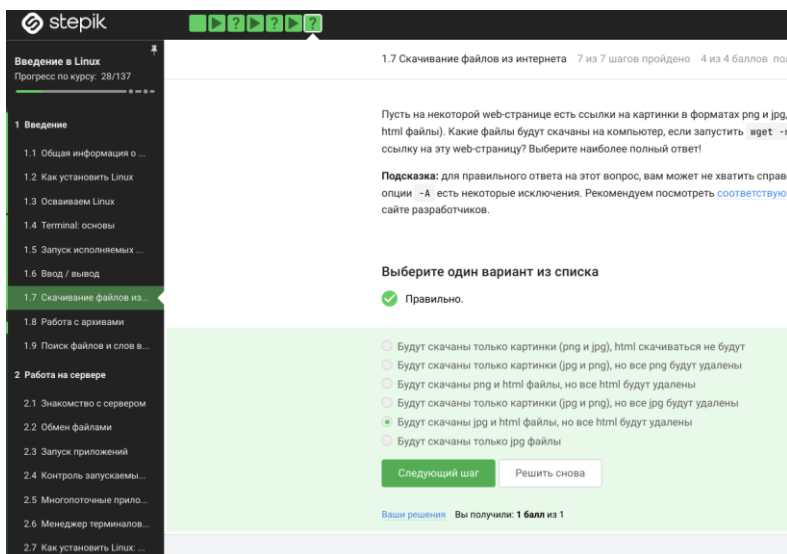 stepik
Введение в Linux
Прогресс по курсу: 28/137
1 Введение
1.1 Общая информация о ...
1.2 Как установить Linux
1.3 Осваиваем Linux
1.4 Terminal: основы
1.5 Запуск исполняемых ...
1.6 Ввод / вывод
1.7 Скачивание файлов из...
1.8 Работа с архивами
1.9 Поиск файлов и слов в...
2 Работа на сервере
2.1 Знакомство с сервером
2.2 Обмен файлами
2.3 Запуск приложений
2.4 Контроль запускаемы...
2.5 Многопоточные прило...
2.6 Менеджер терминалов...
2.7 Как установить Linux: ...
1.7 Скачивание файлов из интернета 7 из 7 шагов пройдено 4 из 4 баллов
Пусть на некоторой web-странице есть ссылки на картинки в форматах png и jpg,
html файлы). Какие файлы будут скачаны на компьютер, если запустить wget
ссылку на эту web-страницу? Выберите наиболее полный ответ!
Подсказка: для правильного ответа на этот вопрос, вам может не хватить
опции -A есть некоторые исключения. Рекомендуем посмотреть
сайте разработчиков.
Выберите один вариант из списка
Правильно.
Будут скачаны только картинки (png и jpg), html скачиваться не будут
Будут скачаны только картинки (jpg и png), но все png будут удалены
Будут скачаны png и html файлы, но все html будут удалены
Будут скачаны только картинки (jpg и png), но все jpg будут удалены
Будут скачаны jpg и html файлы, но все html будут удалены
Будут скачаны только jpg файлы
Следующий шаг Решить снова
Ваши решения Вы получили: 1 балл из 1